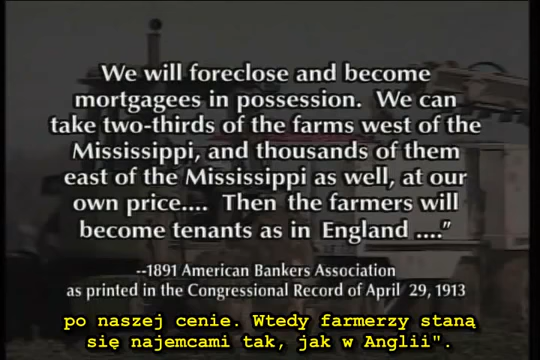 We will foreclose and become
mortgagees in possession. We can
take two-thirds of the farms west of the
Mississippi, and thousands of them
east of the Mississippi as well, at our
own price.... Then the farmers will
become tenants as in England ...."
--1891 American Bankers Association
as printed in the Congressional Record of April 29, 1913
po naszej cenie. Wtedy farmerzy staną
się najemcami tak, jak w Anglii".